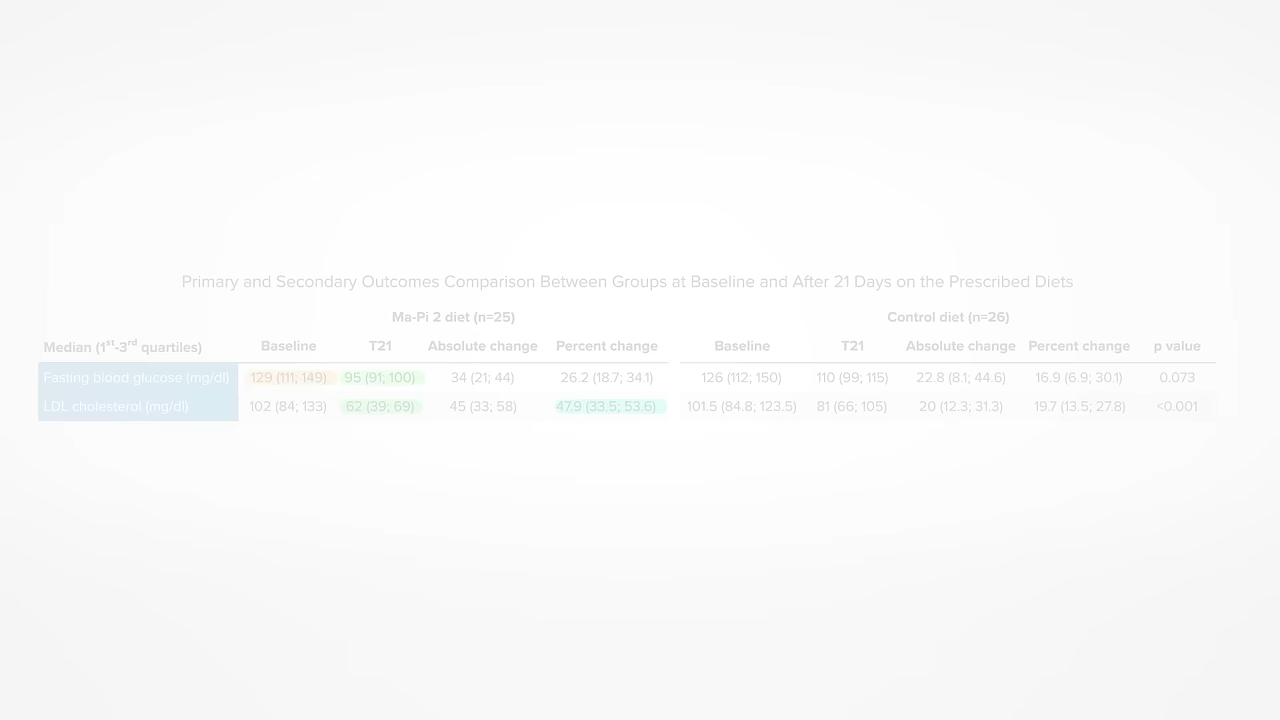 Primary and Secondary Outcomes Comparison Between Groups at Baseline and After 21 Days on the Prescribed Diets
Ma-Pi 2 diet (n=25) Control diet (n=26)
Median (1st-3rd quartiles) Baseline T21 Absolute change Percent change Baseline T21 Absolute change Percent change p value
Fasting blood glucose (mg/dl) 129 (111; 149) 95 (91; 100) 34 (21; 44) 26.2 (18.7; 34.1) 126 (112; 150) 110 (99; 115) 22.8 (8.1; 44.6) 16.9 (6.9; 30.1) 0.073
LDL cholesterol (mg/dl) 102 (84; 133) 62 (39; 69) 45 (33; 58) 47.9 (33.5; 53.6) 101.5 (84.8; 123.5) 81 (66; 105) 20 (12.3; 31.3) 19.7 (13.5; 27.8) <0.001